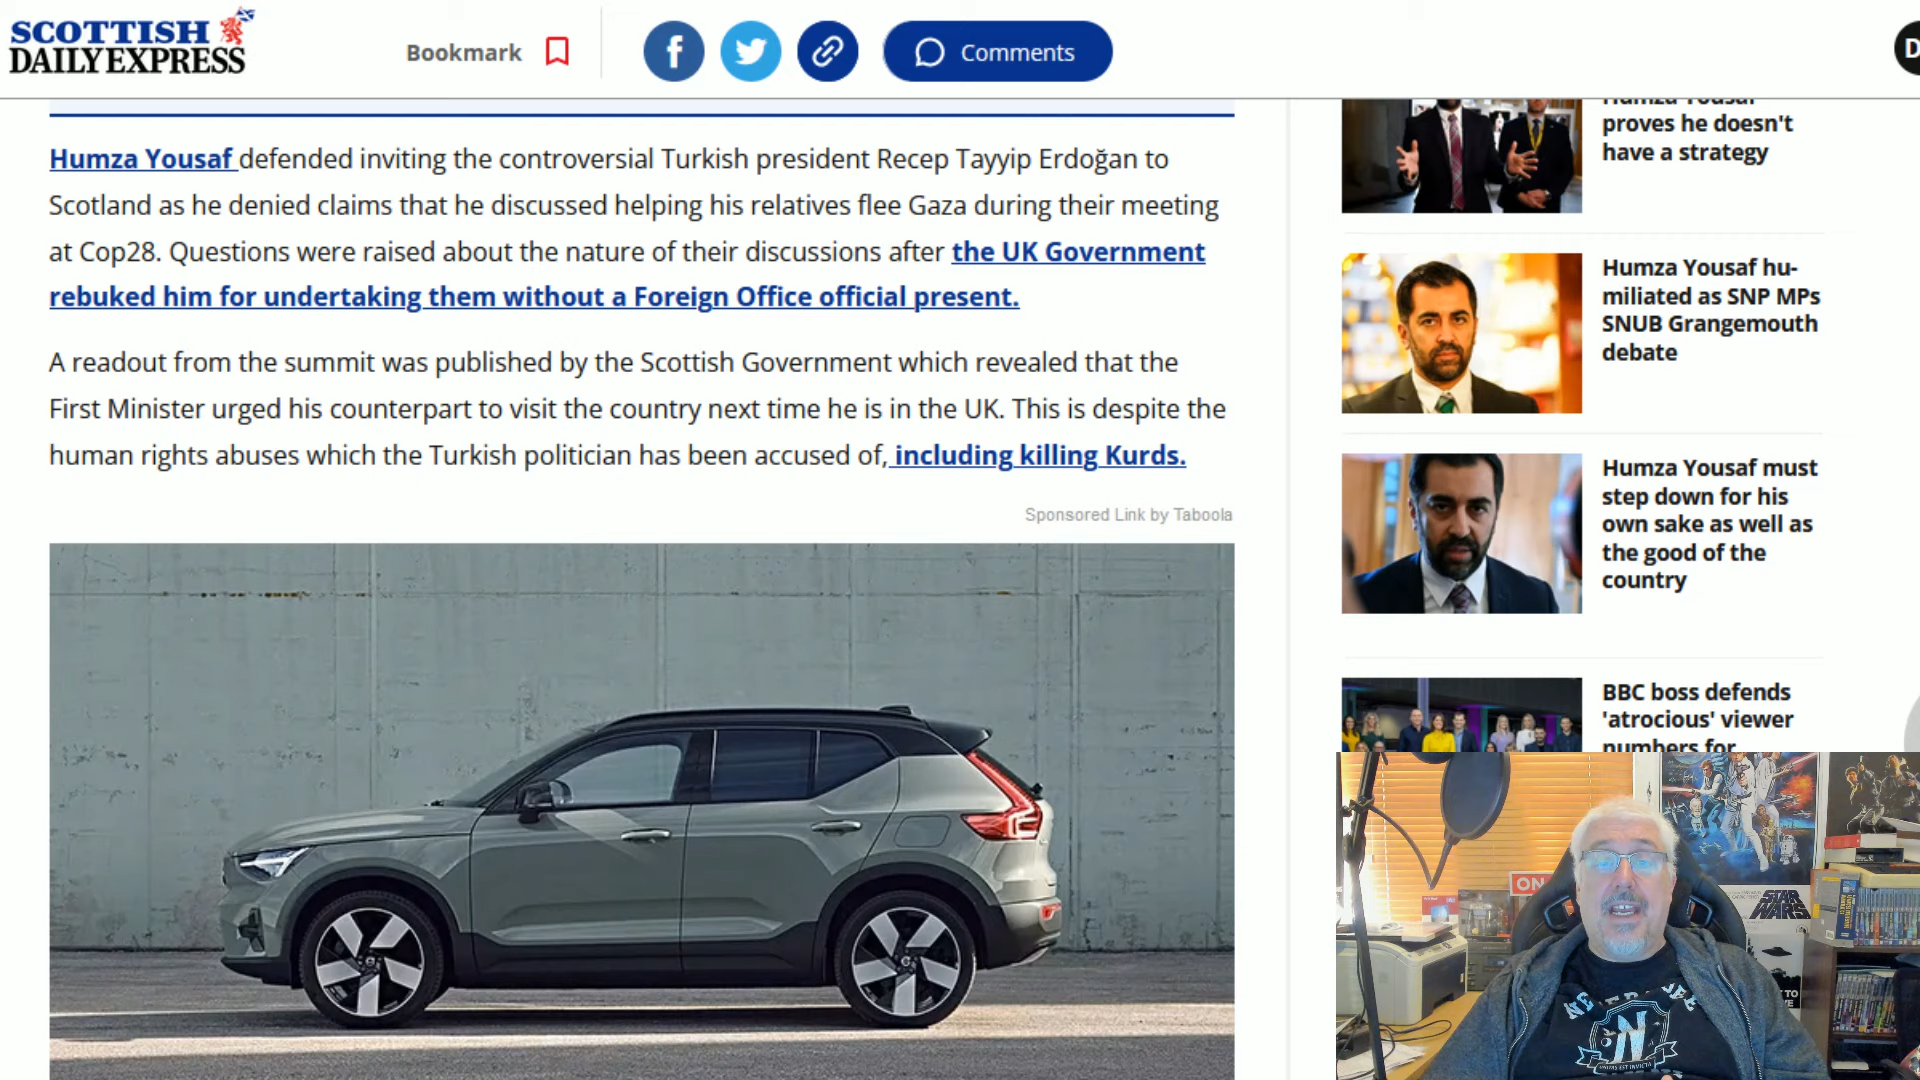 SCOTTISH
DAILY EXPRESS
Bookmark
f
Comments
D
Humza Yousaf defended inviting the controversial Turkish president Recep Tayyip Erdoğan to
Scotland as he denied claims that he discussed helping his relatives flee Gaza during their meeting
at Cop28. Questions were raised about the nature of their discussions after the UK Government
rebuked him for undertaking them without a Foreign Office official present.
A readout from the summit was published by the Scottish Government which revealed that the
First Minister urged his counterpart to visit the country next time he is in the UK. This is despite the
human rights abuses which the Turkish politician has been accused of, including killing Kurds.
Sponsored Link by Taboola
Humza Yousaf
proves he doesn't
have a strategy
Humza Yousaf hu-
miliated as SNP MPs
SNUB Grangemouth
debate
Humza Yousaf must
step down for his
own sake as well as
the good of the
country
BBC boss defends
'atrocious' viewer
numbers for
ON
STAR
WARS
N